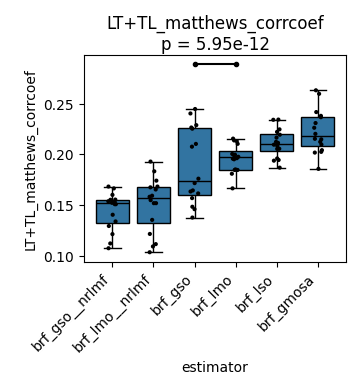 LT+TL_matthews_corrcoef
p = 5.95e-12
LT+TL_matthews_corrcoef
0.25
0.20
0.15
0.10
brf_gso__nrlmf
brf_lmo__nrlmf
brf_gso
brf_lmo
brf_lso
brf_gmosa
estimator